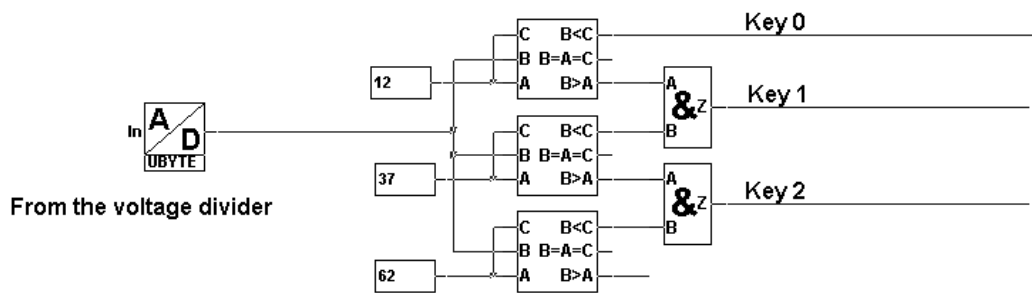 Key 0
C B<C
B B=A=C
12
A B>A
A
& Z
Key 1
B
In
A
D
UBYTE
C B<C
B B=A=C
37
A B>A
A
& Z
Key 2
B
From the voltage divider
C B<C
B B=A=C
62
A B>A